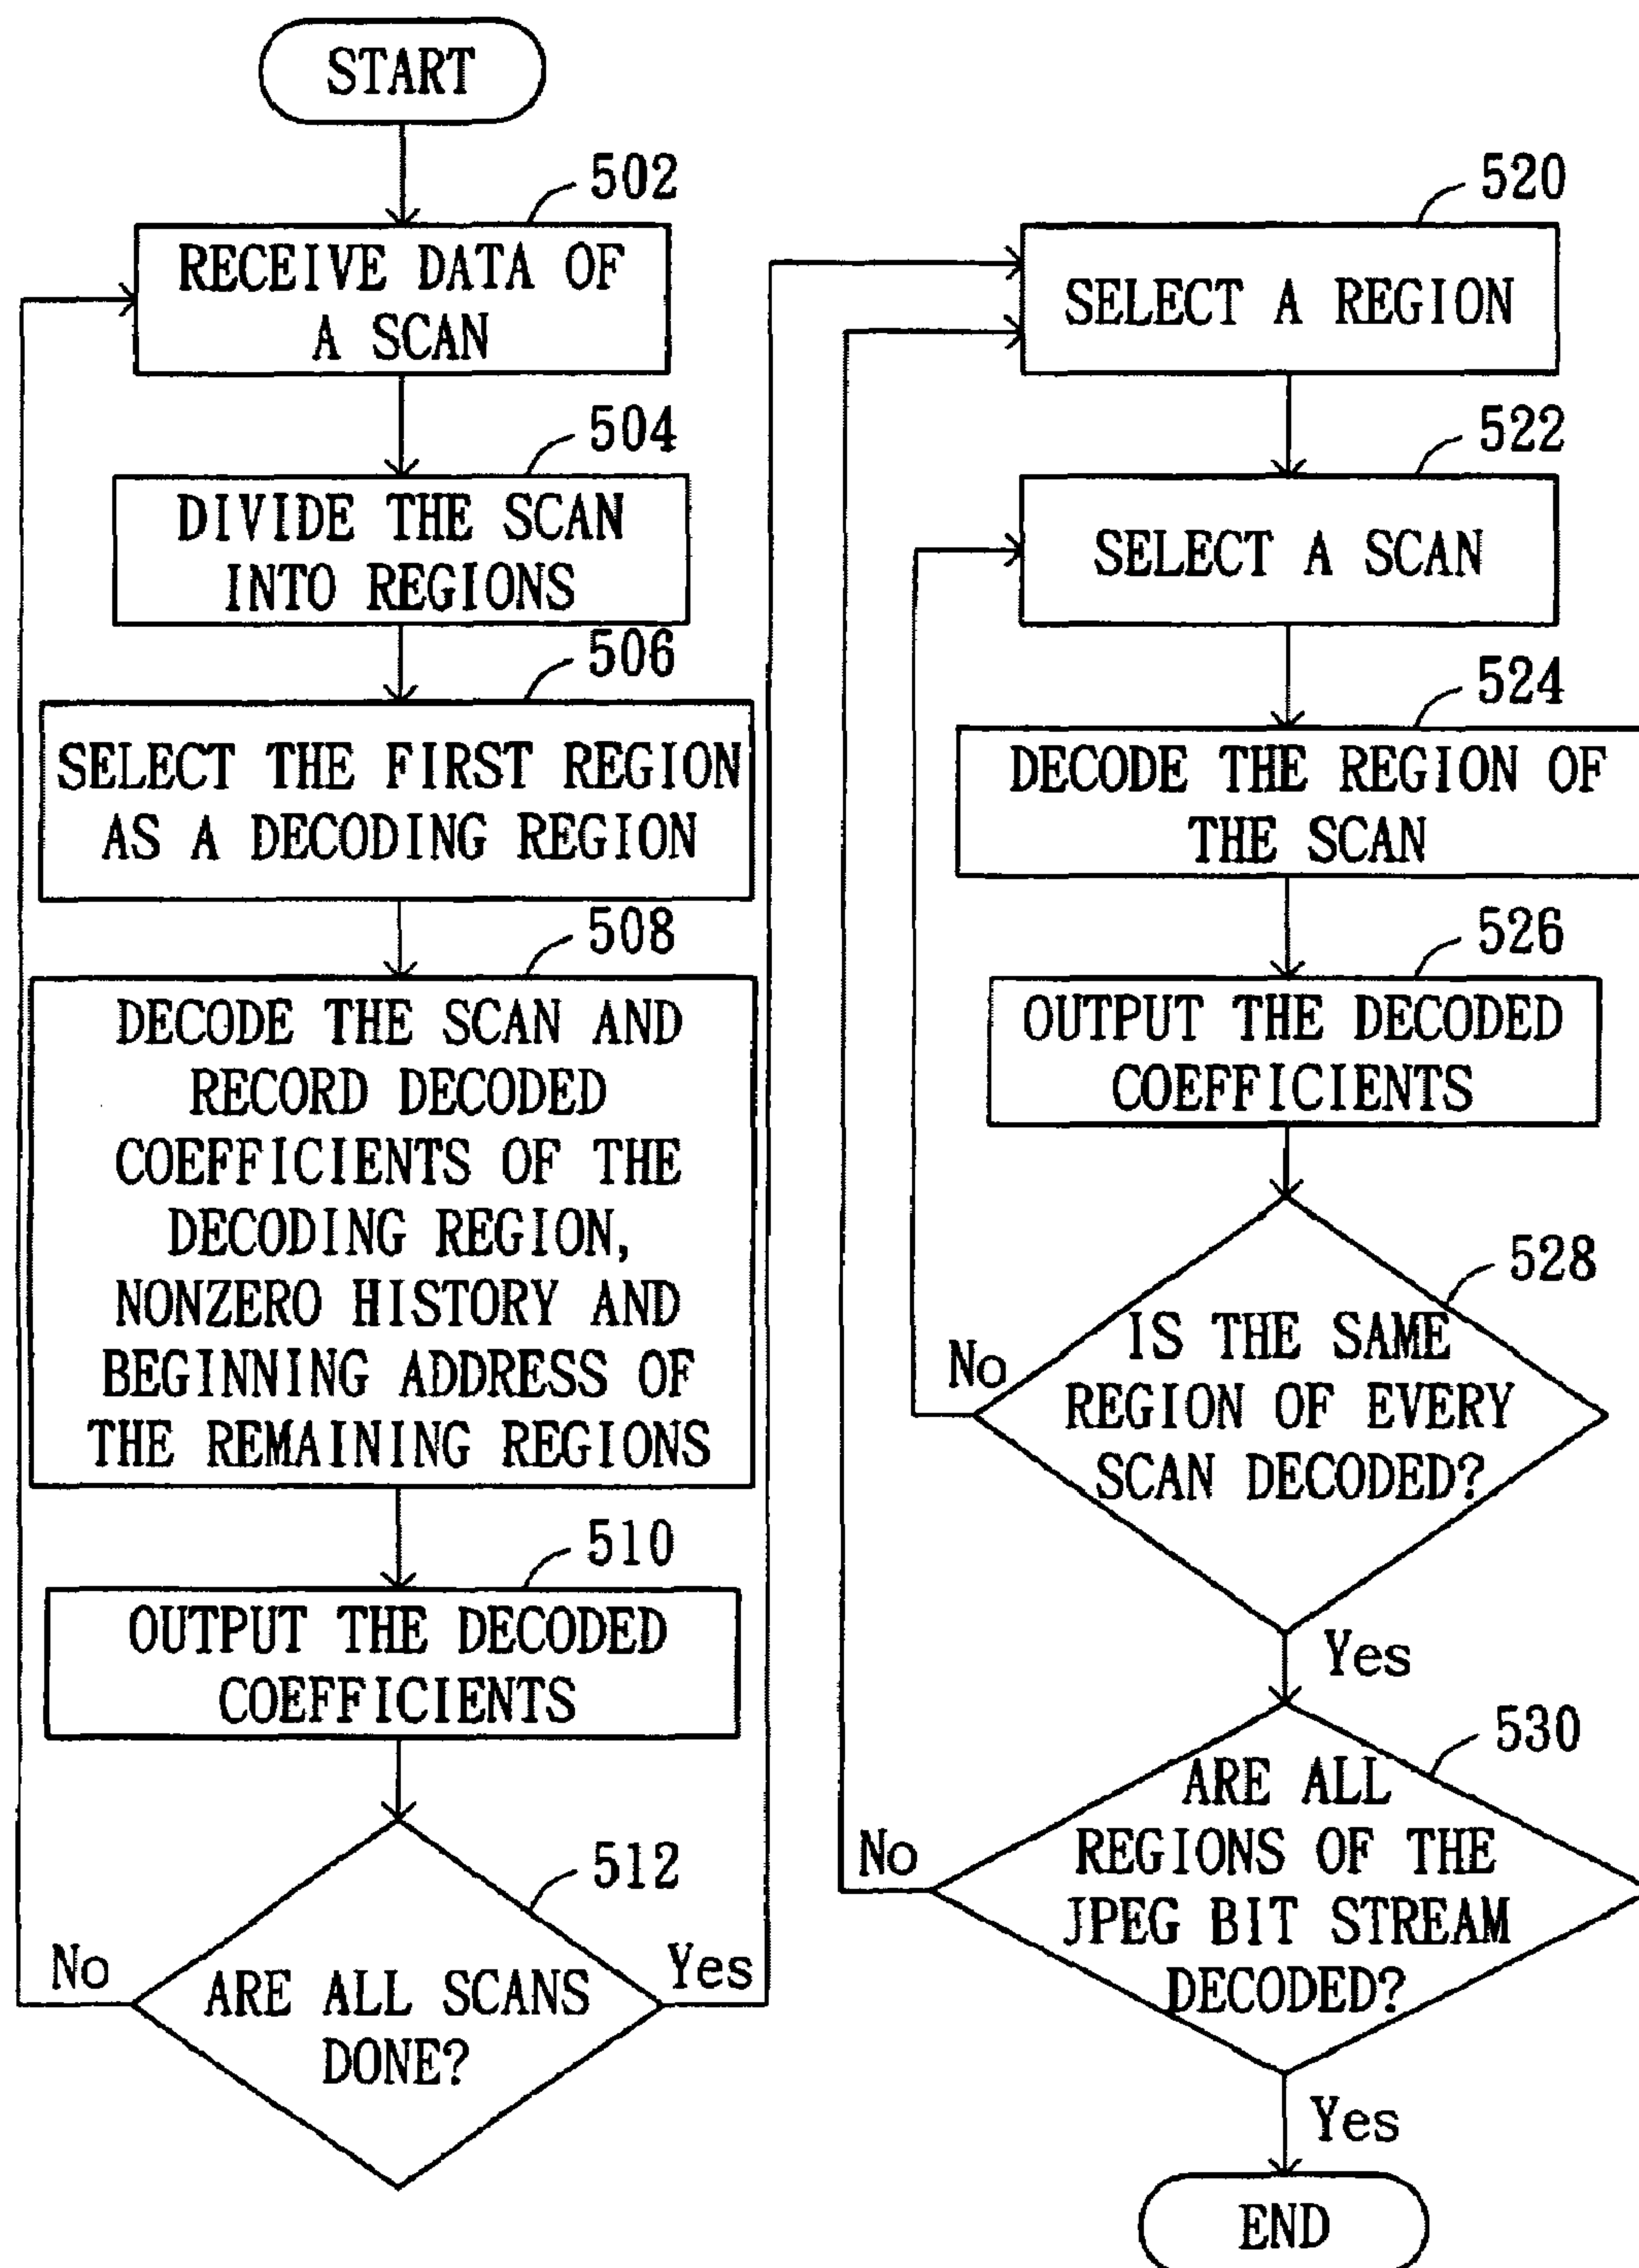 START
502
RECEIVE DATA OF
A SCAN
504
DIVIDE THE SCAN
INTO REGIONS
506
SELECT THE FIRST REGION
AS A DECODING REGION
508
DECODE THE SCAN AND
RECORD DECODED
COEFFICIENTS OF THE
DECODING REGION,
NONZERO HISTORY AND
BEGINNING ADDRESS OF
THE REMAINING REGIONS
510
OUTPUT THE DECODED
COEFFICIENTS
512
ARE ALL SCANS
DONE?
No
Yes
520
SELECT A REGION
522
SELECT A SCAN
524
DECODE THE REGION OF
THE SCAN
526
OUTPUT THE DECODED
COEFFICIENTS
528
IS THE SAME
REGION OF EVERY
SCAN DECODED?
No
Yes
530
ARE ALL
REGIONS OF THE
JPEG BIT STREAM
DECODED?
No
Yes
END